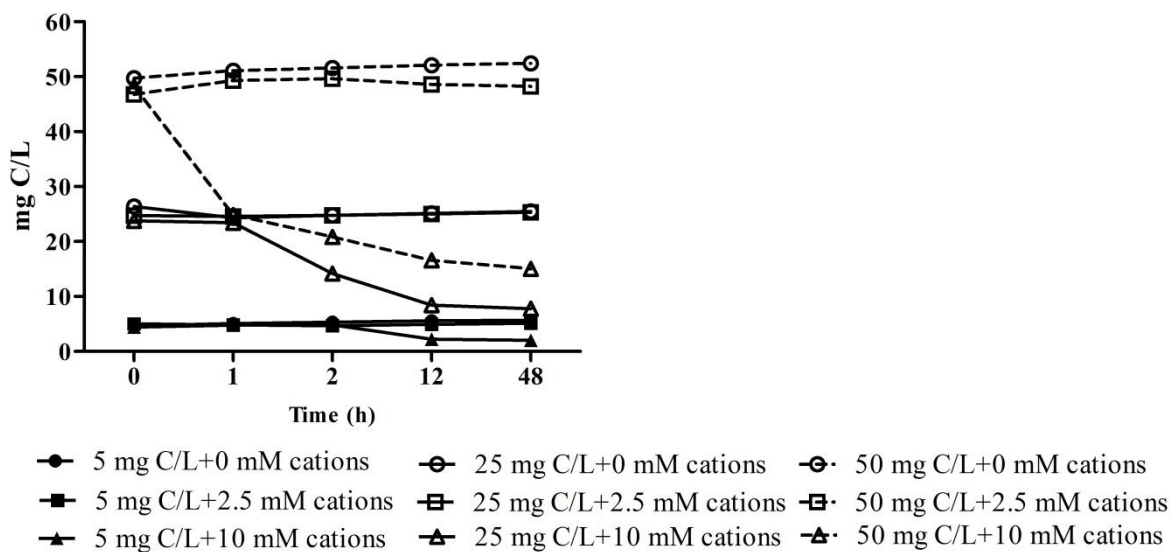 60
50
40
30
20
10
0
mg C/L
0 1 2 12 48
Time (h)
5 mg C/L+0 mM cations 25 mg C/L+0 mM cations 50 mg C/L+0 mM cations
5 mg C/L+2.5 mM cations 25 mg C/L+2.5 mM cations 50 mg C/L+2.5 mM cations
5 mg C/L+10 mM cations 25 mg C/L+10 mM cations 50 mg C/L+10 mM cations